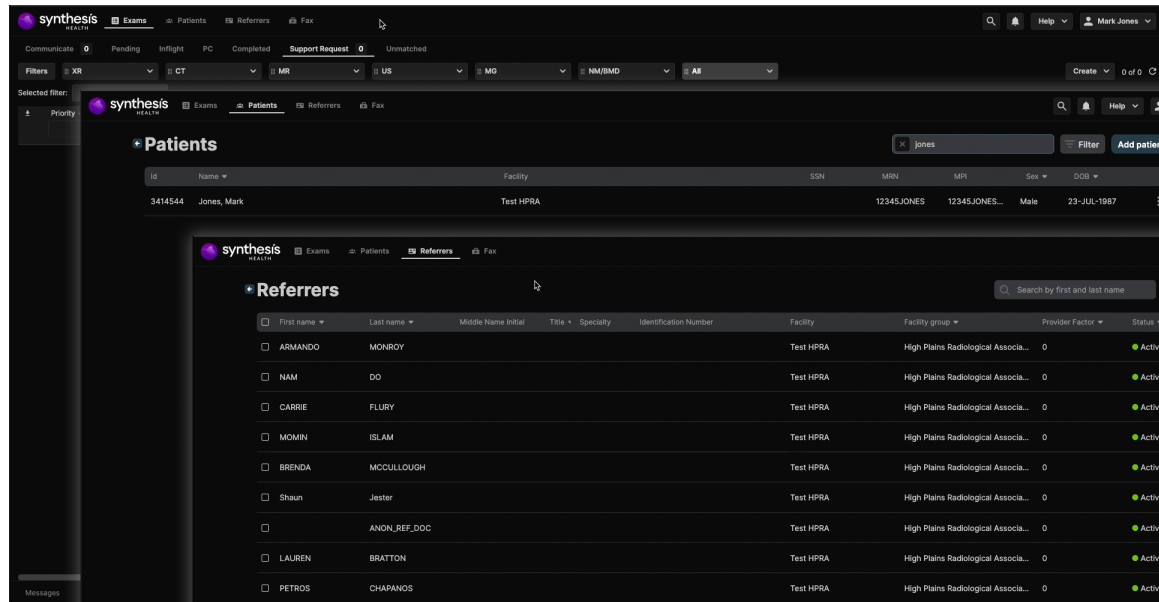 synthesis HEALTH Exams Patients Referrers Fax Help Mark Jones
Communicate 0 Pending Inflight PC Completed Support Request 0 Unmatched
Filters XR CT MR US MG NM/BMD All Create 0 of 0
Selected filter:
Priority
synthesis HEALTH Exams Patients Referrers Fax Help
Patients jones Filter Add patien
Id Name Facility SSN MRN MPI Sex DOB
3414544 Jones, Mark Test HPRA 12345JONES 12345JONES... Male 23-JUL-1987
synthesis HEALTH Exams Patients Referrers Fax
Referrers Search by first and last name
First name Last name Middle Name Initial Title Specialty Identification Number Facility Facility group Provider Factor Status
ARMANDO MONROY Test HPRA High Plains Radiological Associa... 0 Activ
NAM DO Test HPRA High Plains Radiological Associa... 0 Activ
CARRIE FLURY Test HPRA High Plains Radiological Associa... 0 Activ
MOMIN ISLAM Test HPRA High Plains Radiological Associa... 0 Activ
BRENDA MCCULLOUGH Test HPRA High Plains Radiological Associa... 0 Activ
Shaun Jester Test HPRA High Plains Radiological Associa... 0 Activ
ANON_REF_DOC Test HPRA High Plains Radiological Associa... 0 Activ
LAUREN BRATTON Test HPRA High Plains Radiological Associa... 0 Activ
PETROS CHAPANOS Test HPRA High Plains Radiological Associa... 0 Activ
Messages